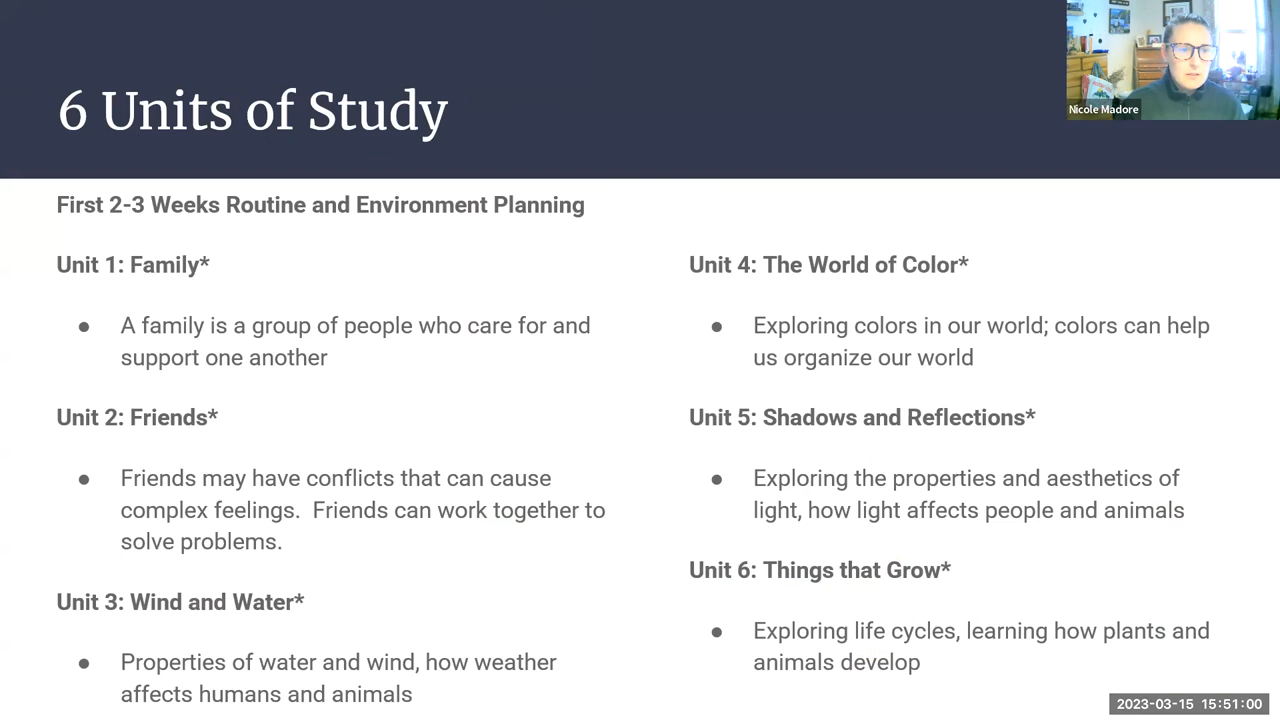 6 Units of Study
Nicole Madore
First 2-3 Weeks Routine and Environment Planning
Unit 1: Family*
● A family is a group of people who care for and
support one another
Unit 2: Friends*
● Friends may have conflicts that can cause
complex feelings.  Friends can work together to
solve problems.
Unit 3: Wind and Water*
● Properties of water and wind, how weather
affects humans and animals
Unit 4: The World of Color*
● Exploring colors in our world; colors can help
us organize our world
Unit 5: Shadows and Reflections*
● Exploring the properties and aesthetics of
light, how light affects people and animals
Unit 6: Things that Grow*
● Exploring life cycles, learning how plants and
animals develop
2023-03-15 15:51:00